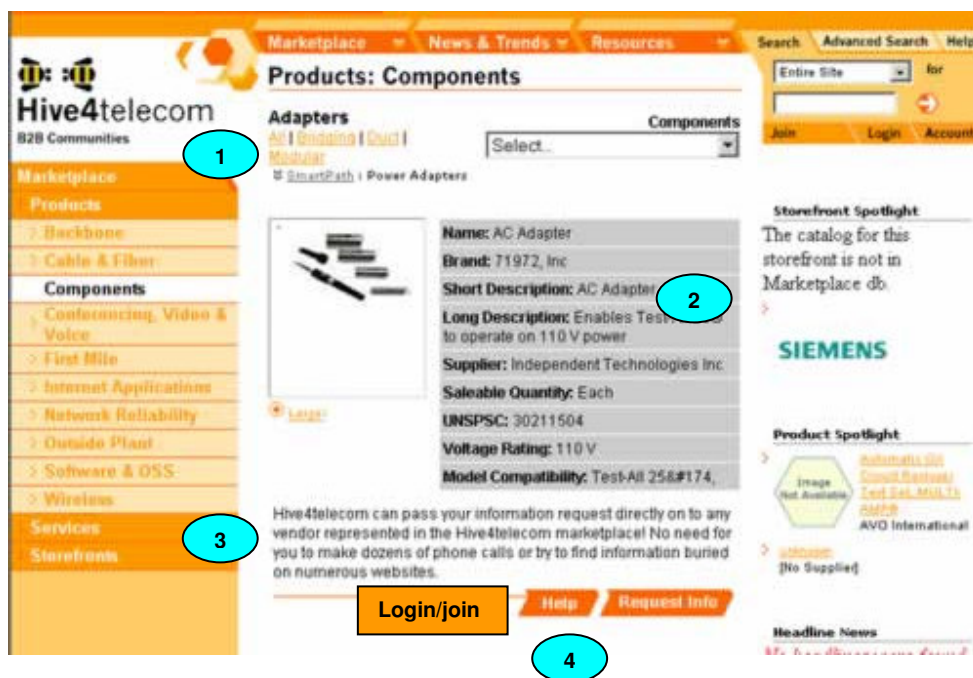 Marketplace News & Trends Resources
Search Advanced Search Help
Entire Site for
Join Login Account
Hive4telecom
B2B Communities
1
Marketplace
Products
Backbone
Cable & Fiber
Components
Conferencing, Video &
Voice
First Mile
Internet Applications
Network Reliability
Outside Plant
Software & OSS
Wireless
Services
3
Storefronts
Products: Components
Adapters
All | Bridging | Duct |
Modular
Components
Select...
SmartPath : Power Adapters
Larger
Name: AC Adapter
Brand: 71972, Inc
Short Description: AC Adapter
2
Long Description: Enables Test-
to operate on 110 V power
Supplier: Independent Technologies Inc
Saleable Quantity: Each
UNSPSC: 30211504
Voltage Rating: 110 V
Model Compatibility: Test-All 25&#174,
Hive4telecom can pass your information request directly on to any
vendor represented in the Hive4telecom marketplace! No need for
you to make dozens of phone calls or try to find information buried
on numerous websites.
Login/join Help Request Info
4
Storefront Spotlight
The catalog for this
storefront is not in
Marketplace db.
SIEMENS
Product Spotlight
Image
Not Available
Test Set, MULTI-
AMP®
AVO International
unknown
[No Supplier]
Headline News